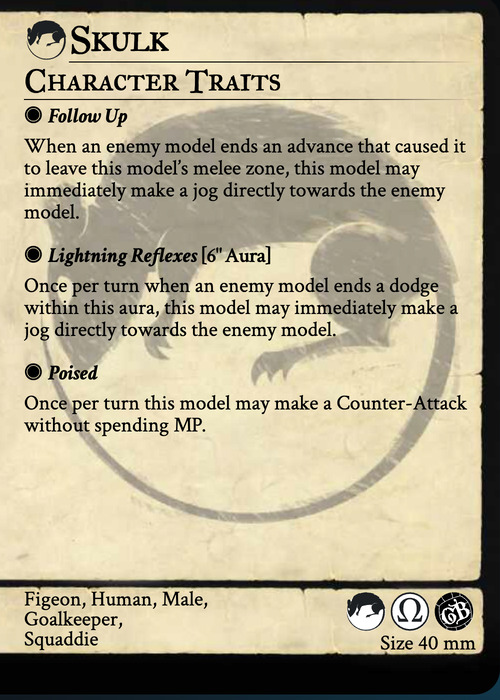 Skulk
Character Traits
Follow Up
When an enemy model ends an advance that caused it
to leave this model's melee zone, this model may
immediately make a jog directly towards the enemy
model.
Lightning Reflexes [6" Aura]
Once per turn when an enemy model ends a dodge
within this aura, this model may immediately make a
jog directly towards the enemy model.
Poised
Once per turn this model may make a Counter-Attack
without spending MP.
Figeon, Human, Male,
Goalkeeper,
Squaddie
Ω GB
Size 40 mm